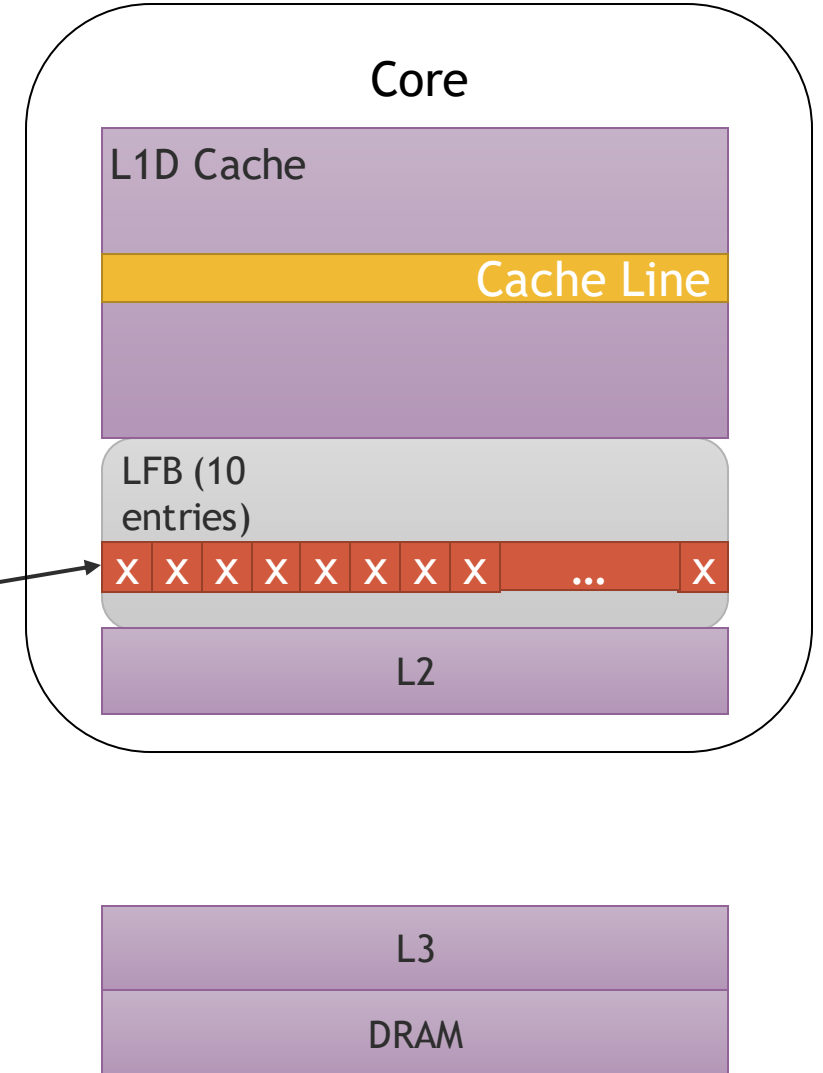 Core
L1D Cache
Cache Line
LFB (10
entries)
x x x x x x x x ... x
L2
L3
DRAM